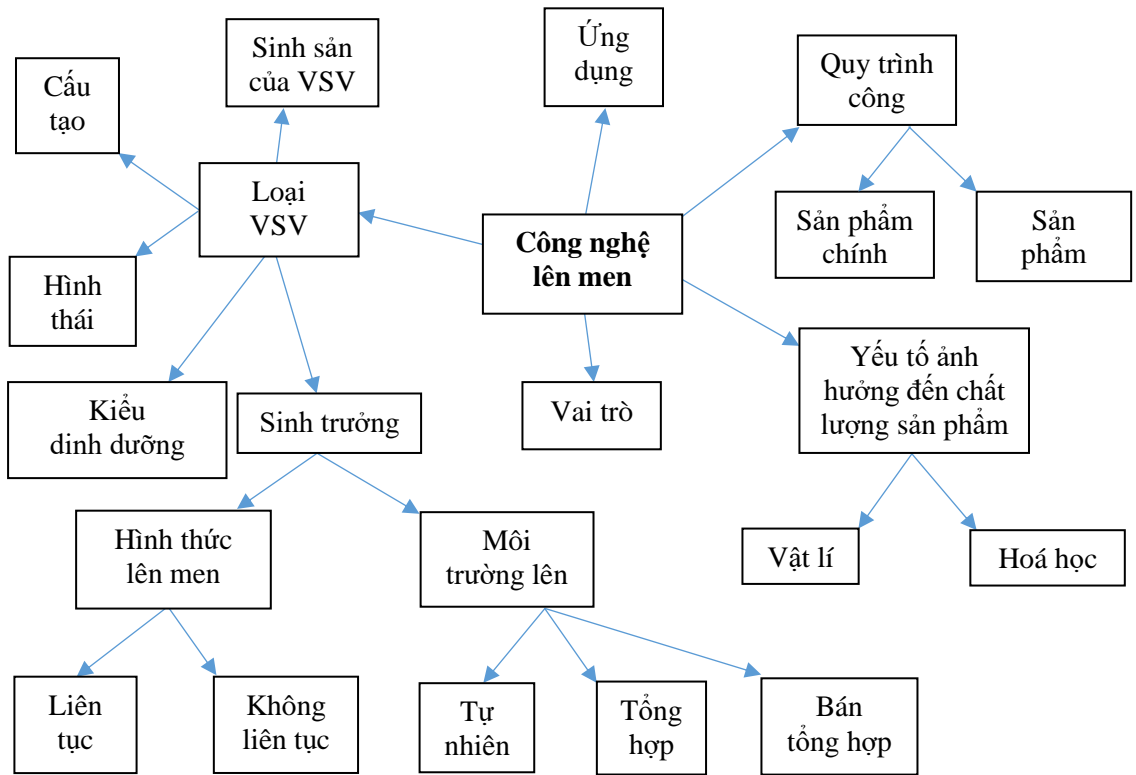 Sinh sản
của VSV
Ứng
dụng
Quy trình
công
Cấu
tạo
Loại
VSV
Sản phẩm
chính
Sản
phẩm
Công nghệ
lên men
Hình
thái
Yếu tố ảnh
hưởng đến chất
lượng sản phẩm
Kiểu
dinh dưỡng
Sinh trưởng
Vai trò
Hình thức
lên men
Môi
trường lên
Vật lí
Hoá học
Liên
tục
Không
liên tục
Tự
nhiên
Tổng
hợp
Bán
tổng hợp